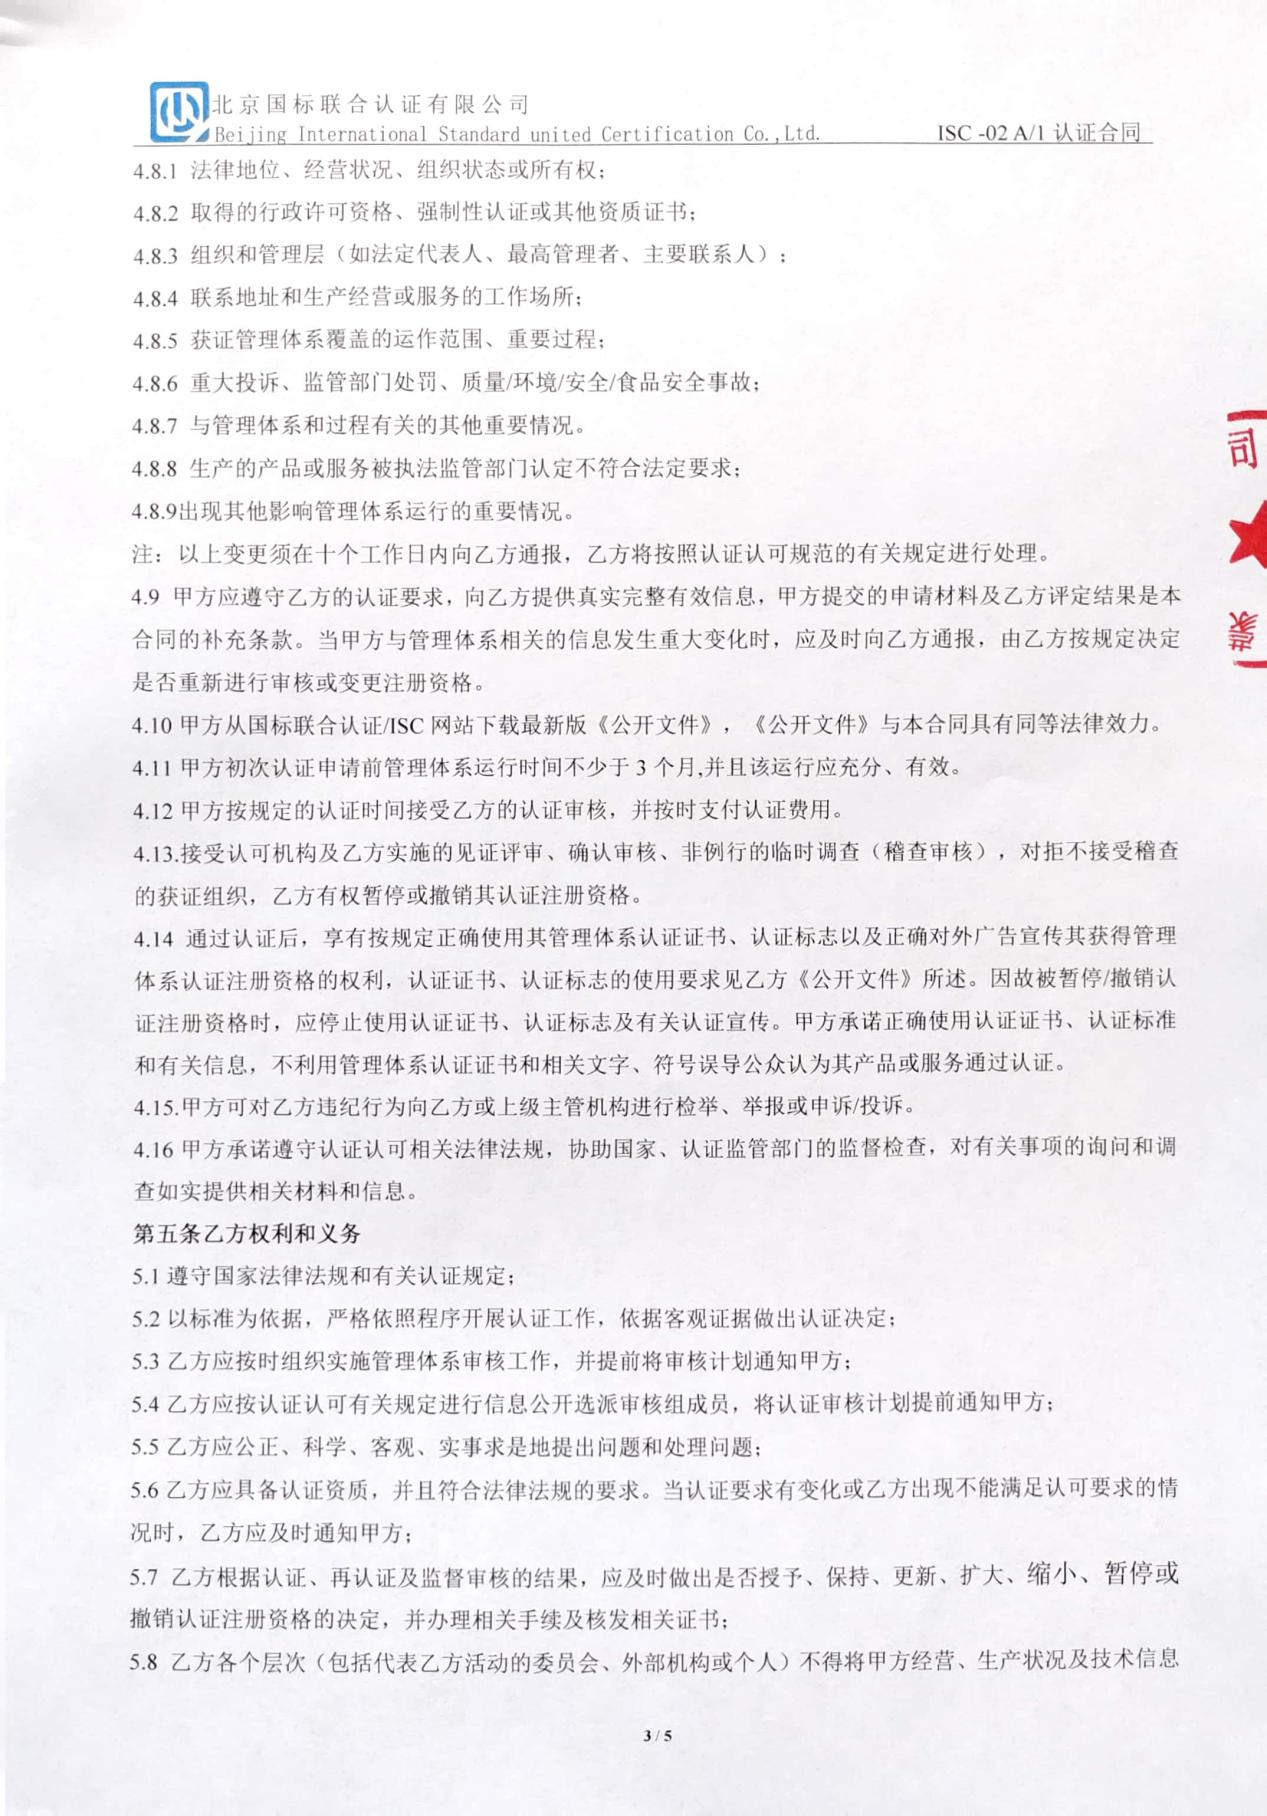 北京国标联合认证有限公司
Beijing International Standard united Certification Co.,Ltd.
ISC -02 A/1 认证合同
4.8.1 法律地位、经营状况、组织状态或所有权；
4.8.2 取得的行政许可资格、强制性认证或其他资质证书；
4.8.3 组织和管理层（如法定代表人、最高管理者、主要联系人）；
4.8.4 联系地址和生产经营或服务的工作场所；
4.8.5 获证管理体系覆盖的运作范围、重要过程；
4.8.6 重大投诉、监管部门处罚、质量/环境/安全/食品安全事故；
4.8.7 与管理体系和过程有关的其他重要情况。
4.8.8 生产的产品或服务被执法监管部门认定不符合法定要求；
4.8.9出现其他影响管理体系运行的重要情况。
注：以上变更须在十个工作日内向乙方通报，乙方将按照认证认可规范的有关规定进行处理。
4.9 甲方应遵守乙方的认证要求，向乙方提供真实完整有效信息，甲方提交的申请材料及乙方评定结果是本
合同的补充条款。当甲方与管理体系相关的信息发生重大变化时，应及时向乙方通报，由乙方按规定决定
是否重新进行审核或变更注册资格。
4.10 甲方从国标联合认证/ISC 网站下载最新版《公开文件》，《公开文件》与本合同具有同等法律效力。
4.11 甲方初次认证申请前管理体系运行时间不少于 3 个月,并且该运行应充分、有效。
4.12 甲方按规定的认证时间接受乙方的认证审核，并按时支付认证费用。
4.13.接受认可机构及乙方实施的见证评审、确认审核、非例行的临时调查（稽查审核），对拒不接受稽查
的获证组织，乙方有权暂停或撤销其认证注册资格。
4.14 通过认证后，享有按规定正确使用其管理体系认证证书、认证标志以及正确对外广告宣传其获得管理
体系认证注册资格的权利，认证证书、认证标志的使用要求见乙方《公开文件》所述。因故被暂停/撤销认
证注册资格时，应停止使用认证证书、认证标志及有关认证宣传。甲方承诺正确使用认证证书、认证标准
和有关信息，不利用管理体系认证证书和相关文字、符号误导公众认为其产品或服务通过认证。
4.15.甲方可对乙方违纪行为向乙方或上级主管机构进行检举、举报或申诉/投诉。
4.16 甲方承诺遵守认证认可相关法律法规，协助国家、认证监管部门的监督检查，对有关事项的询问和调
查如实提供相关材料和信息。
第五条乙方权利和义务
5.1 遵守国家法律法规和有关认证规定；
5.2 以标准为依据，严格依照程序开展认证工作，依据客观证据做出认证决定；
5.3 乙方应按时组织实施管理体系审核工作，并提前将审核计划通知甲方；
5.4 乙方应按认证认可有关规定进行信息公开选派审核组成员，将认证审核计划提前通知甲方；
5.5 乙方应公正、科学、客观、实事求是地提出问题和处理问题；
5.6 乙方应具备认证资质，并且符合法律法规的要求。当认证要求有变化或乙方出现不能满足认可要求的情
况时，乙方应及时通知甲方；
5.7 乙方根据认证、再认证及监督审核的结果，应及时做出是否授予、保持、更新、扩大、缩小、暂停或
撤销认证注册资格的决定，并办理相关手续及核发相关证书；
5.8 乙方各个层次（包括代表乙方活动的委员会、外部机构或个人）不得将甲方经营、生产状况及技术信息
3 / 5
司